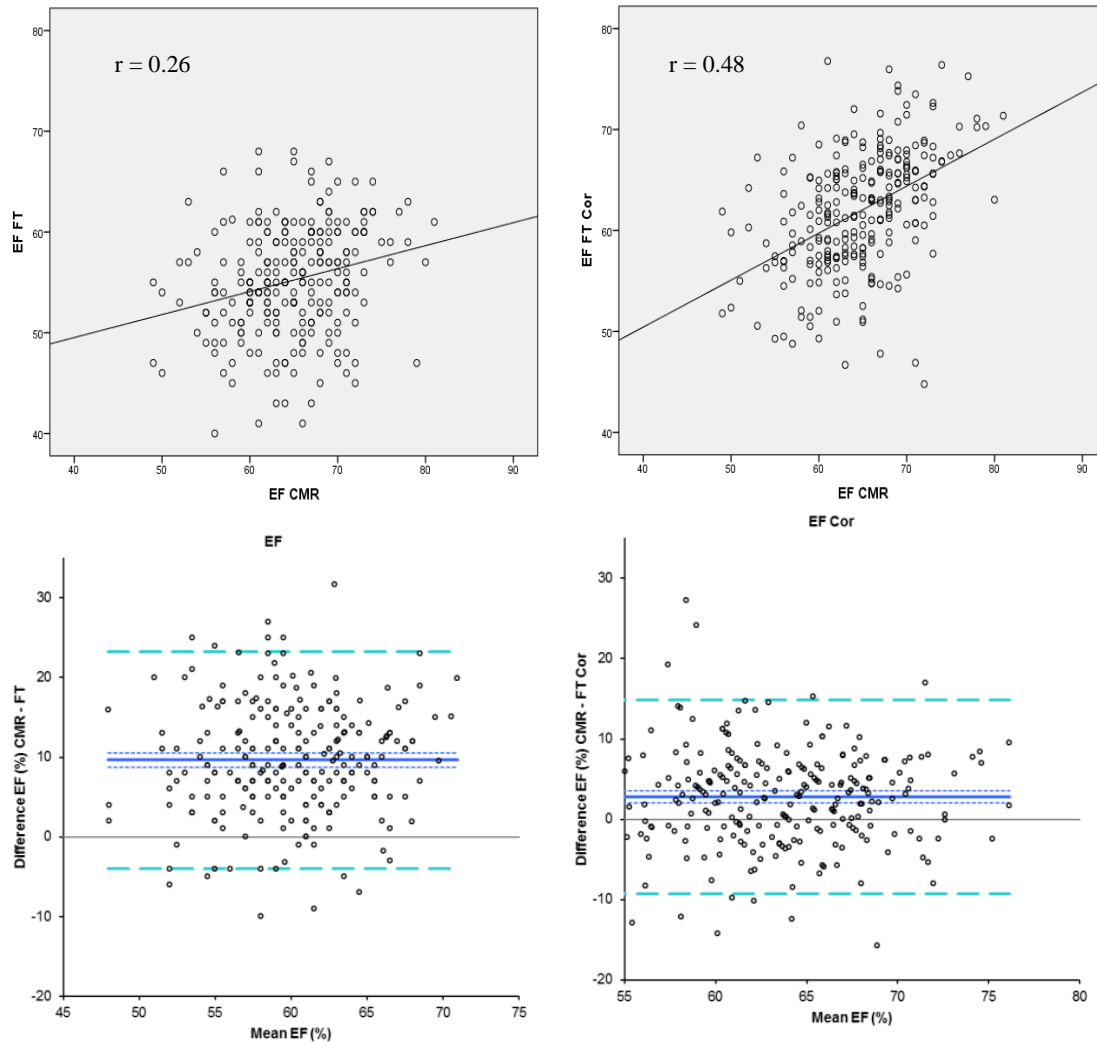 r = 0.26
EF FT
80
70
60
50
40
40 50 60 70 80 90
EF CMR
r = 0.48
EF FT Cor
80
70
60
50
40
40 50 60 70 80 90
EF CMR
EF
Difference EF (%) CMR - FT
30
20
10
0
-10
-20
45 50 55 60 65 70 75
Mean EF (%)
EF Cor
Difference EF (%) CMR - FT Cor
30
20
10
0
-10
-20
55 60 65 70 75 80
Mean EF (%)